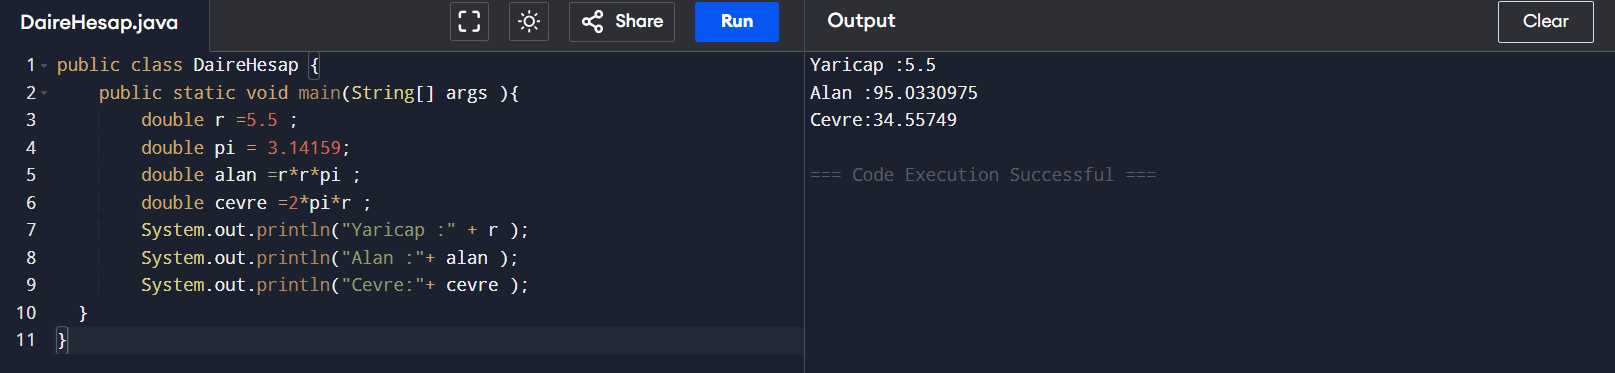 DaireHesap.java
Share
Run
Output
Clear
1 public class DaireHesap {
2 public static void main(String[] args ){
3 double r =5.5 ;
4 double pi = 3.14159;
5 double alan =r*r*pi ;
6 double cevre =2*pi*r ;
7 System.out.println("Yaricap :" + r );
8 System.out.println("Alan :"+ alan );
9 System.out.println("Cevre:"+ cevre );
10 }
11 }
Yaricap :5.5
Alan :95.0330975
Cevre:34.55749
=== Code Execution Successful ===